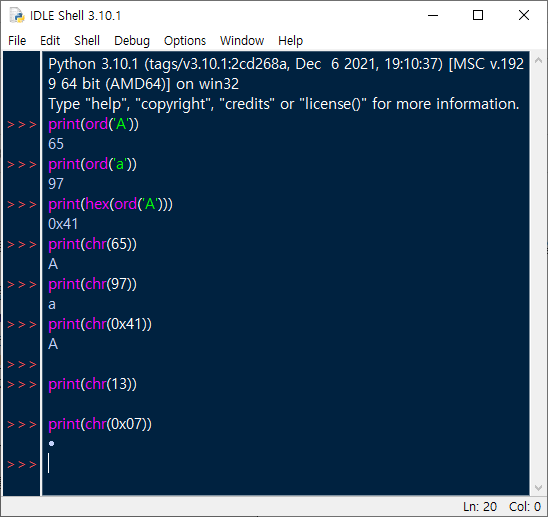 IDLE Shell 3.10.1
File Edit Shell Debug Options Window Help
Python 3.10.1 (tags/v3.10.1:2cd268a, Dec  6 2021, 19:10:37) [MSC v.192
9 64 bit (AMD64)] on win32
Type "help", "copyright", "credits" or "license()" for more information.
>>> print(ord('A'))
65
>>> print(ord('a'))
97
>>> print(hex(ord('A')))
0x41
>>> print(chr(65))
A
>>> print(chr(97))
a
>>> print(chr(0x41))
A
>>>
>>> print(chr(13))
>>> print(chr(0x07))
•
>>>
Ln: 20 Col: 0